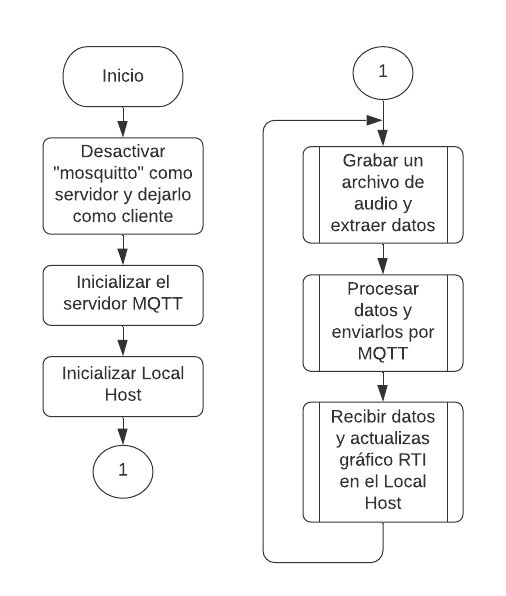 Inicio
Desactivar
"mosquitto" como
servidor y dejarlo
como cliente
Inicializar el
servidor MQTT
Inicializar Local
Host
1
1
Grabar un
archivo de
audio y
extraer datos
Procesar
datos y
enviarlos por
MQTT
Recibir datos
y actualizas
gráfico RTI
en el Local
Host